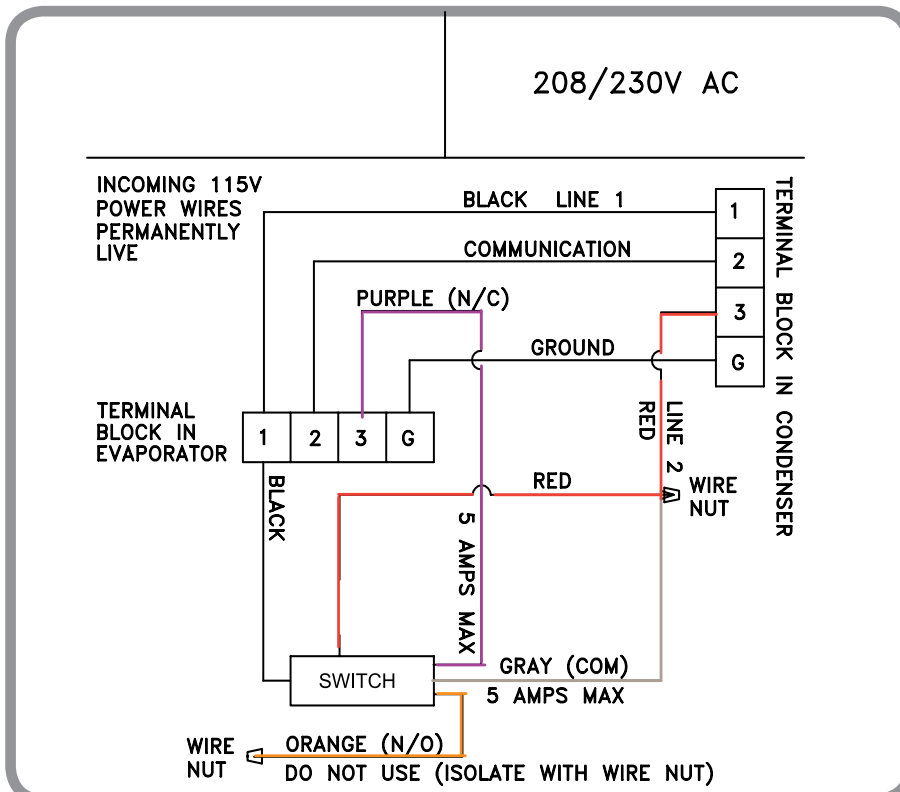 208/230V AC
INCOMING 115V
POWER WIRES
PERMANENTLY
LIVE
BLACK LINE 1
COMMUNICATION
PURPLE (N/C)
GROUND
1
2
3
G
TERMINAL BLOCK IN CONDENSER
TERMINAL
BLOCK IN
EVAPORATOR
1 2 3 G
LINE 2
RED
BLACK
RED
WIRE
NUT
5 AMPS MAX
SWITCH
GRAY (COM)
5 AMPS MAX
WIRE
NUT
ORANGE (N/O)
DO NOT USE (ISOLATE WITH WIRE NUT)